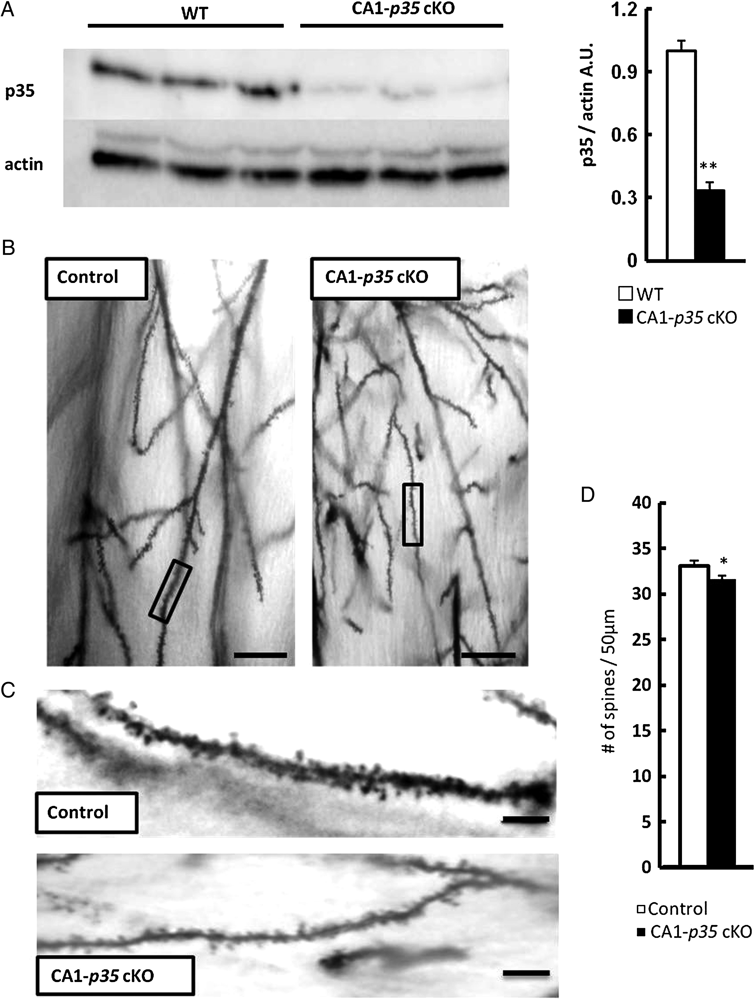 A
WT
CA1-p35 cKO
p35
actin
1.2
0.9
0.6
0.3
0
p35 / actin A.U.
**
WT
CA1-p35 cKO
B
Control
CA1-p35 cKO
C
Control
CA1-p35 cKO
D
40
35
30
25
20
15
10
5
0
# of spines / 50µm
*
Control
CA1-p35 cKO